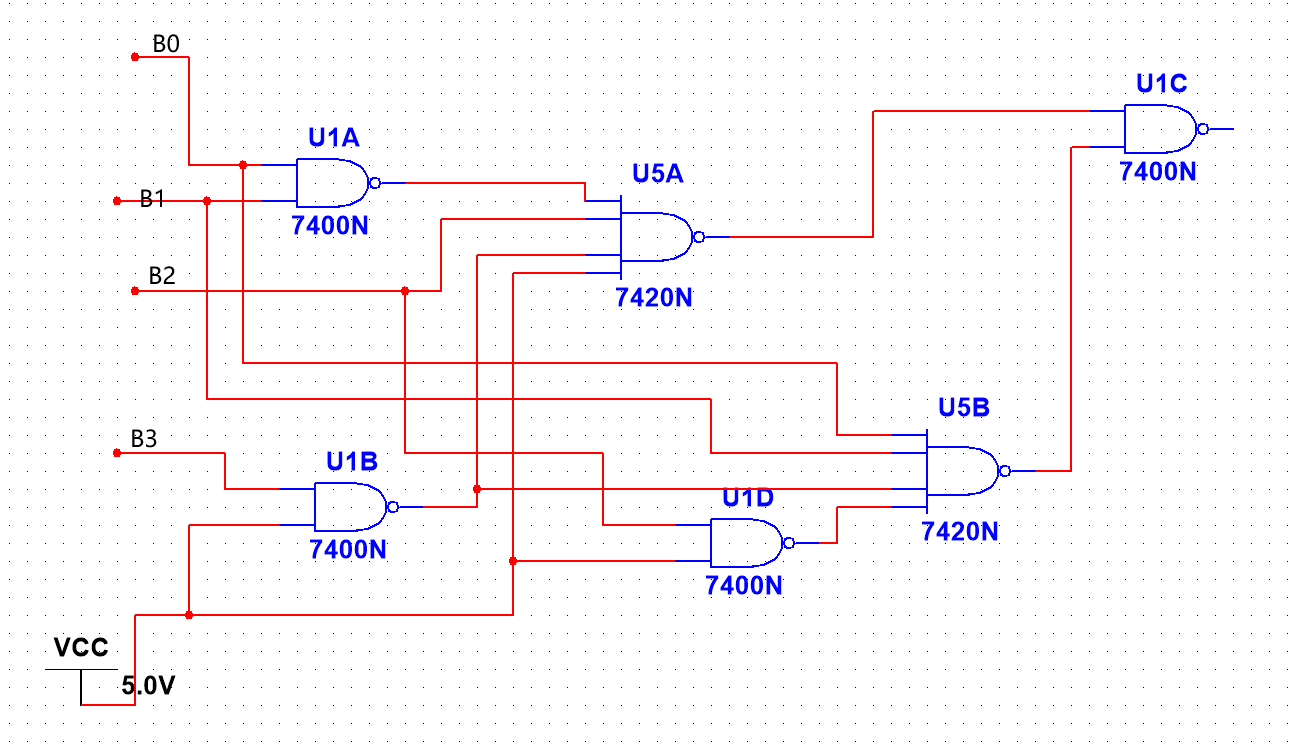 B0
U1C
U1A
7400N
U5A
B1
7400N
B2
7420N
U5B
B3
U1B
U1D
7420N
7400N
7400N
VCC
5.0V